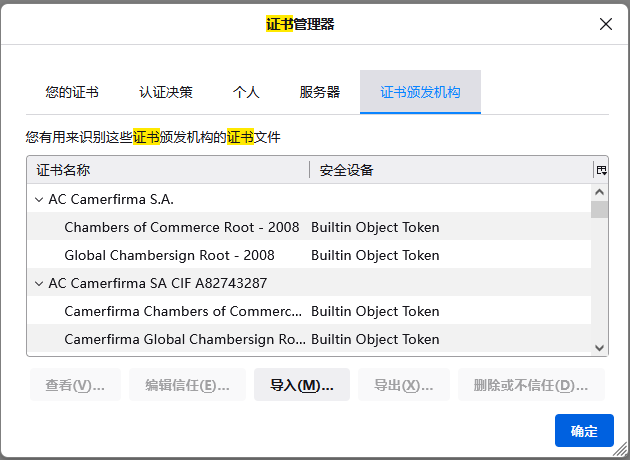 证书管理器
您的证书 认证决策 个人 服务器 证书颁发机构
您有用来识别这些证书颁发机构的证书文件
证书名称 安全设备
AC Camerfirma S.A.
Chambers of Commerce Root - 2008 Builtin Object Token
Global Chambersign Root - 2008 Builtin Object Token
AC Camerfirma SA CIF A82743287
Camerfirma Chambers of Commerc... Builtin Object Token
Camerfirma Global Chambersign Ro... Builtin Object Token
查看(V)... 编辑信任(E)... 导入(M)... 导出(X)... 删除或不信任(D)...
确定